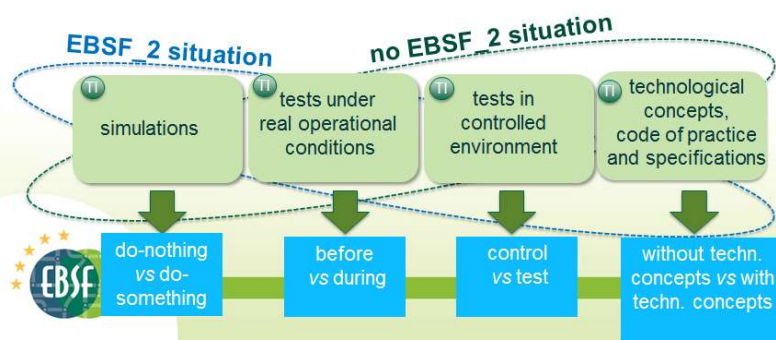 EBSF_2 situation
no EBSF_2 situation
TI
simulations
TI
tests under
real operational
conditions
TI
tests in
controlled
environment
TI
technological
concepts,
code of practice
and specifications
EBSF
do-nothing
vs do-
something
before
vs during
control
vs test
without techn.
concepts vs with
techn. concepts